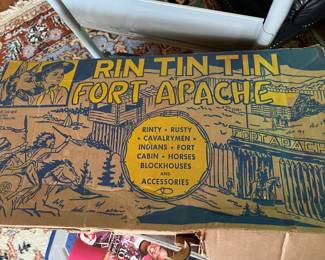 RIN TIN TIN
FORT APACHE
RINTY • RUSTY
• CAVALRYMEN •
INDIANS • FORT
CABIN • HORSES
BLOCKHOUSES
AND
ACCESSORIES
FORT APACHE